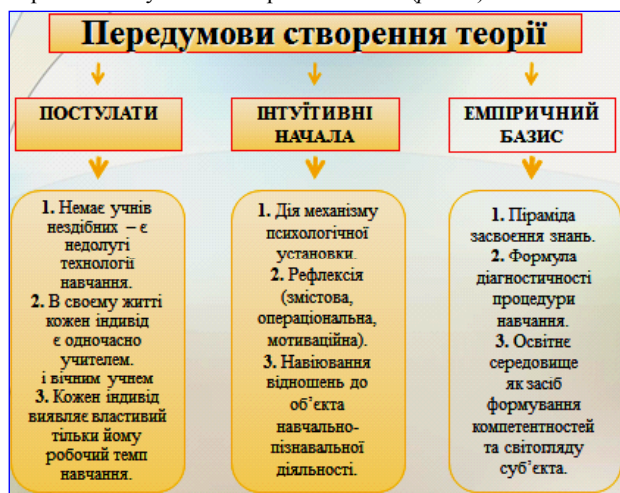 Передумови створення теорії
ПОСТУЛАТИ
1. Немає учнів
нездібних – є
недолугі
технології
навчання.
2. В своєму житті
кожен індивід
є одночасно
учителем.
і вічним учнем
3. Кожен індивід
виявляє властивий
тільки йому
робочий темп
навчання.
ІНТУЇТИВНІ
НАЧАЛА
1. Дія механізму
психологічної
установки.
2. Рефлексія
(змістова,
операціональна,
мотиваційна).
3. Навіювання
відношень до
об’єкта
навчально-
пізнавальної
діяльності.
ЕМПІРИЧНИЙ
БАЗИС
1. Піраміда
засвоєння знань.
2. Формула
діагностичності
процедури
навчання.
3. Освітнє
середовище
як засіб
формування
компетентностей
та світогляду
суб’єкта.